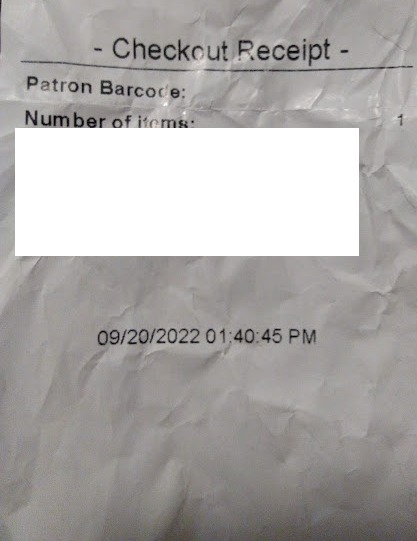 - Checkout Receipt -
Patron Barcode:
Number of items: 1
09/20/2022 01:40:45 PM